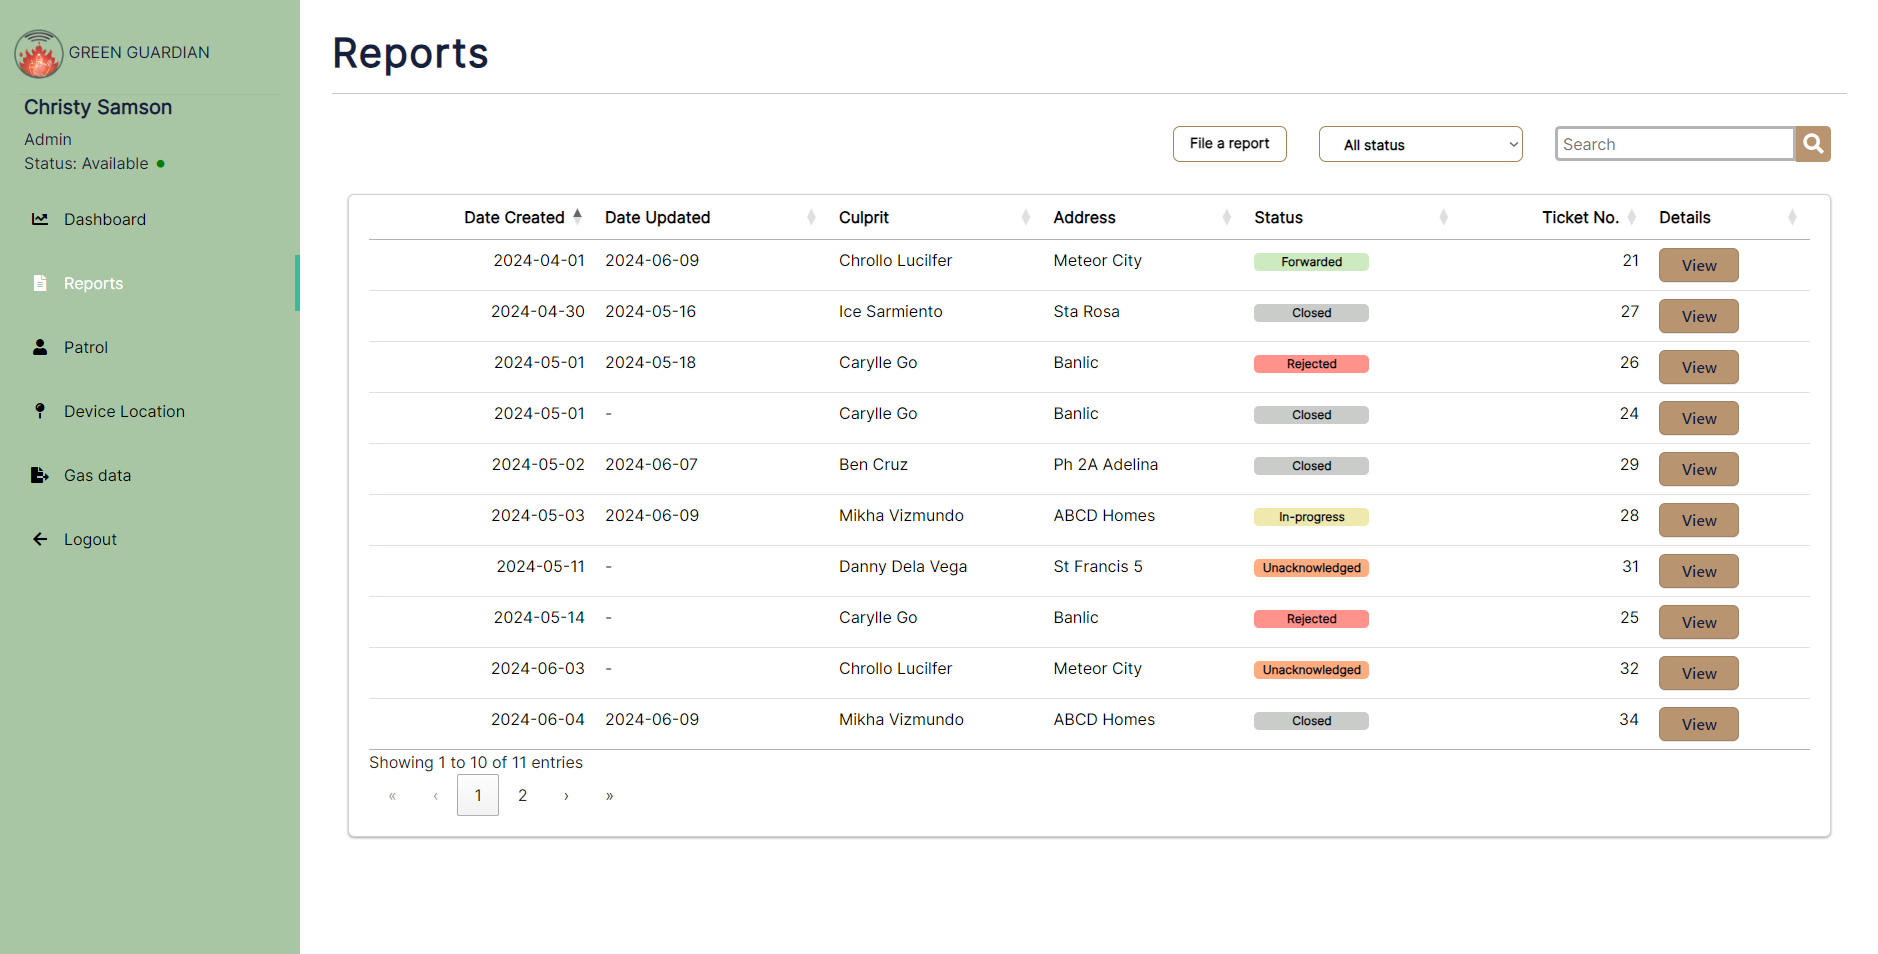 GREEN GUARDIAN
Christy Samson
Admin
Status: Available
Dashboard
Reports
Patrol
Device Location
Gas data
Logout
Reports
File a report
All status
Search
Date Created Date Updated Culprit Address Status Ticket No. Details
2024-04-01 2024-06-09 Chrollo Lucilfer Meteor City Forwarded 21 View
2024-04-30 2024-05-16 Ice Sarmiento Sta Rosa Closed 27 View
2024-05-01 2024-05-18 Carylle Go Banlic Rejected 26 View
2024-05-01 - Carylle Go Banlic Closed 24 View
2024-05-02 2024-06-07 Ben Cruz Ph 2A Adelina Closed 29 View
2024-05-03 2024-06-09 Mikha Vizmundo ABCD Homes In-progress 28 View
2024-05-11 - Danny Dela Vega St Francis 5 Unacknowledged 31 View
2024-05-14 - Carylle Go Banlic Rejected 25 View
2024-06-03 - Chrollo Lucilfer Meteor City Unacknowledged 32 View
2024-06-04 2024-06-09 Mikha Vizmundo ABCD Homes Closed 34 View
Showing 1 to 10 of 11 entries
« ‹ 1 2 › »